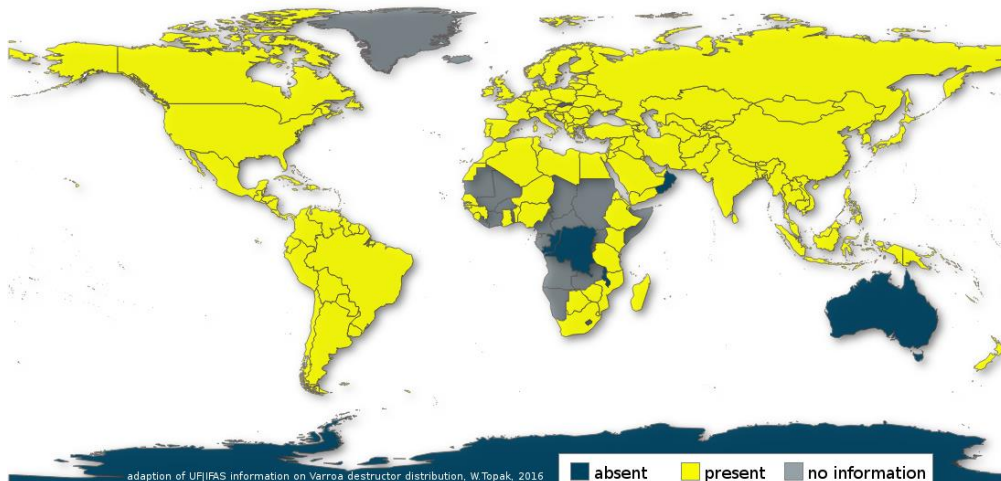 adaption of UF|IFAS information on Varroa destructor distribution, W.Topak, 2016
absent
present
no information